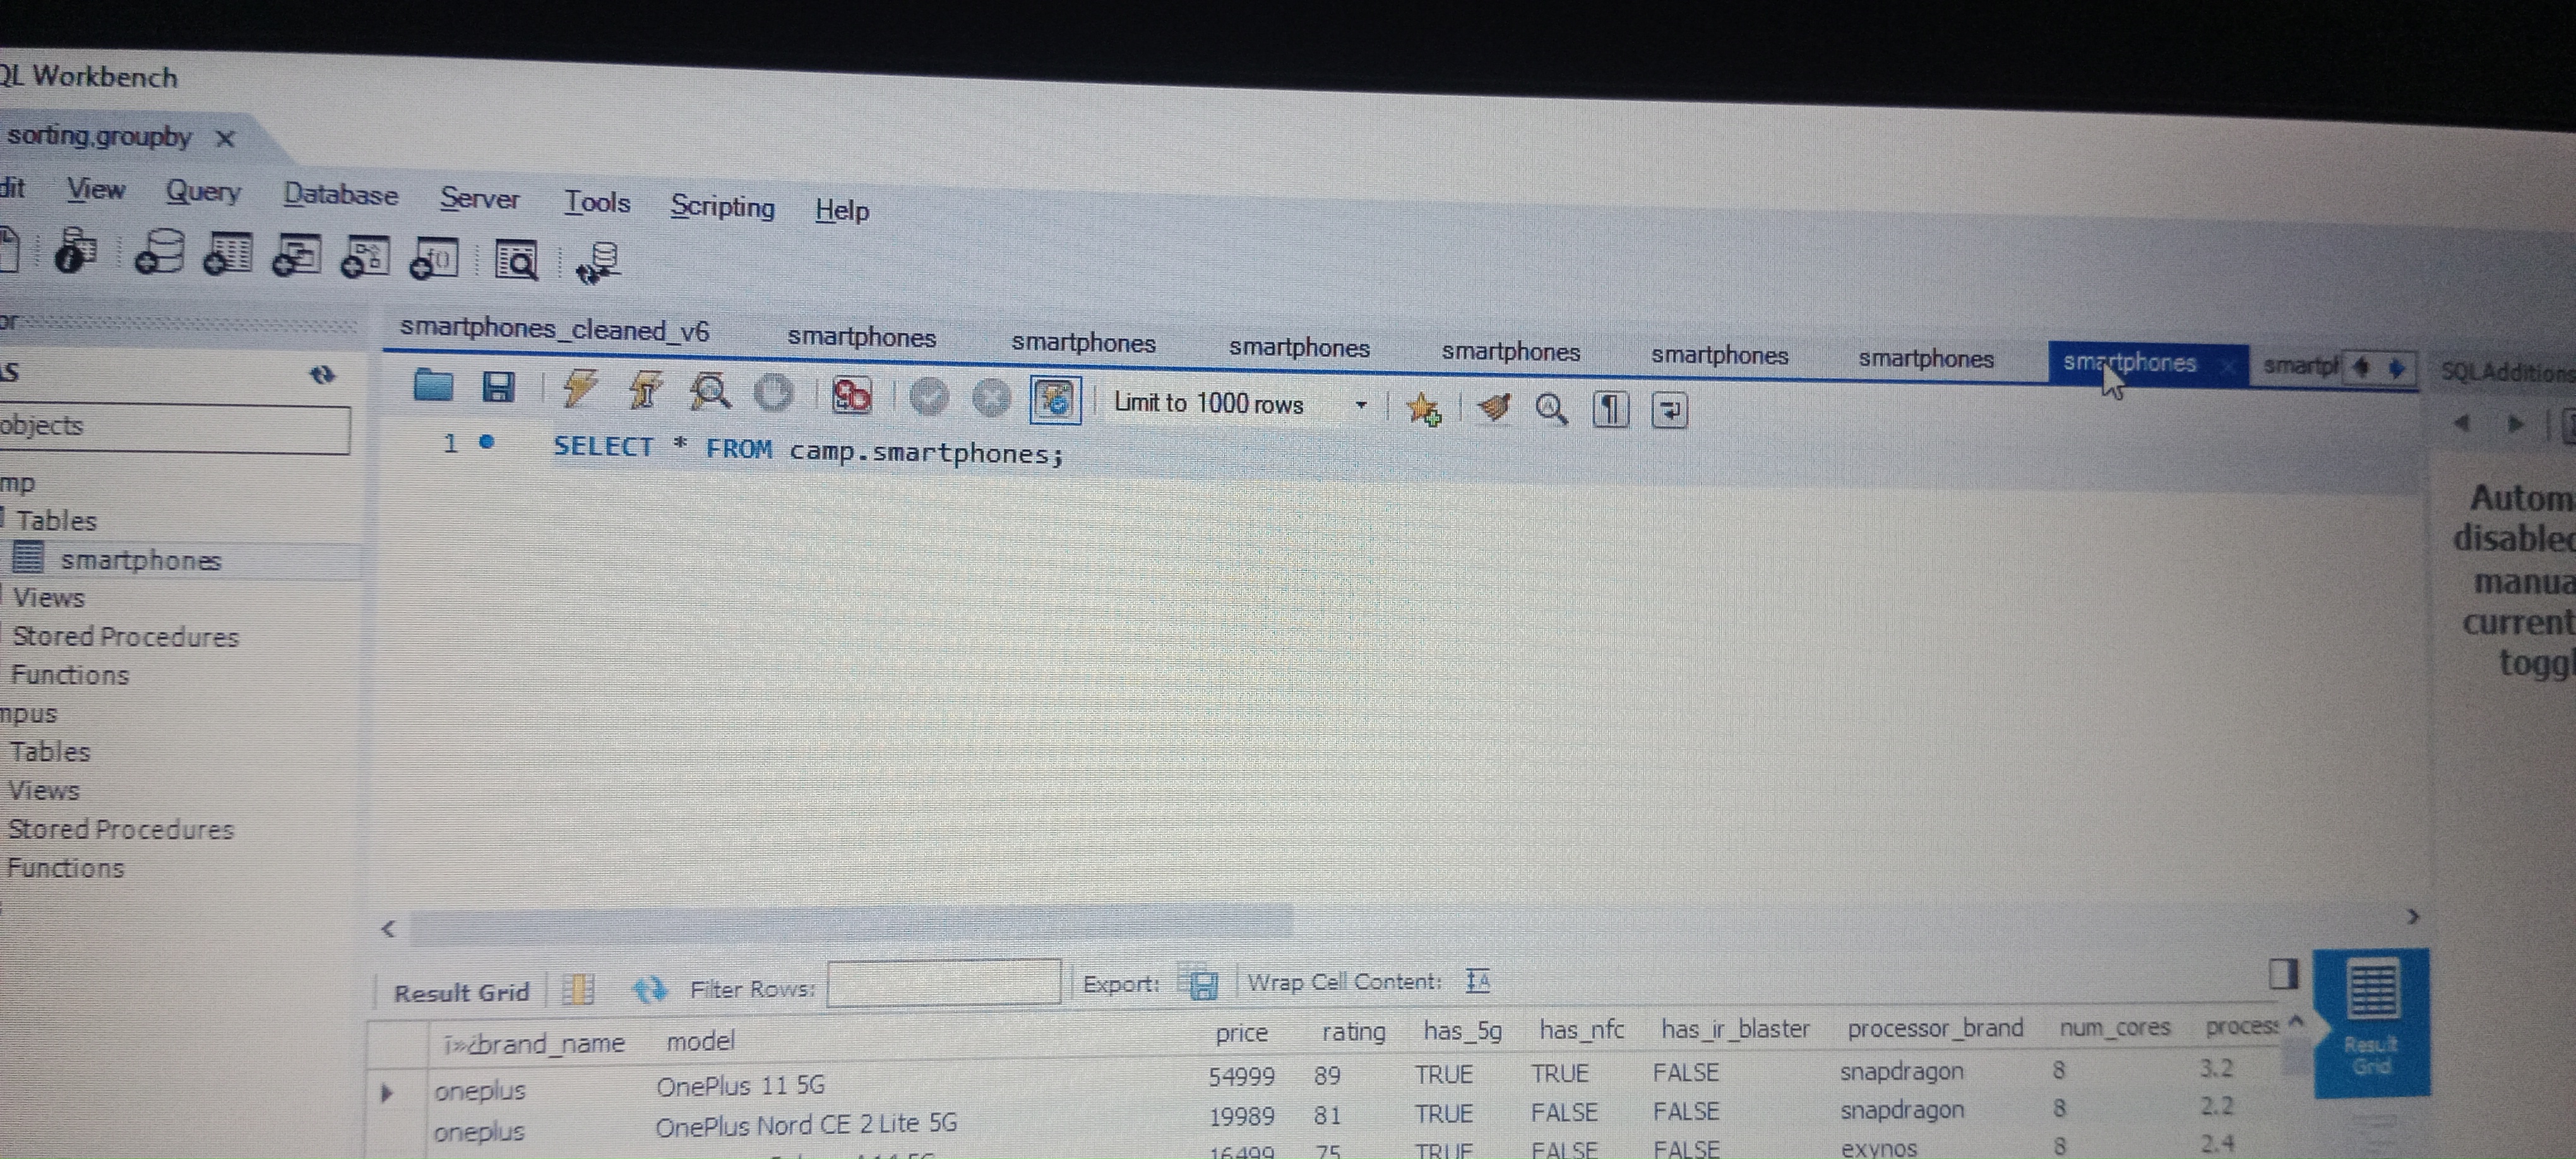 QL Workbench
sorting,groupby
dit View Query Database Server Tools Scripting Help
smartphones_cleaned_v6 smartphones smartphones smartphones smartphones smartphones smartphones smartphones smartph SQLAdditions
Limit to 1000 rows
objects
1 SELECT * FROM camp.smartphones;
mp
Tables
smartphones
Views
Stored Procedures
Functions
mpus
Tables
Views
Stored Procedures
Functions
Autom
disabled
manua
current
toggl
Result Grid Filter Rows: Export: Wrap Cell Content:
brand_name model price rating has_5g has_nfc has_ir_blaster processor_brand num_cores process
oneplus OnePlus 11 5G 54999 89 TRUE TRUE FALSE snapdragon 8 3.2
oneplus OnePlus Nord CE 2 Lite 5G 19989 81 TRUE FALSE FALSE snapdragon 8 2.2
16499 75 TRUE FALSE FALSE exynos 8 2.4
Result
Grid